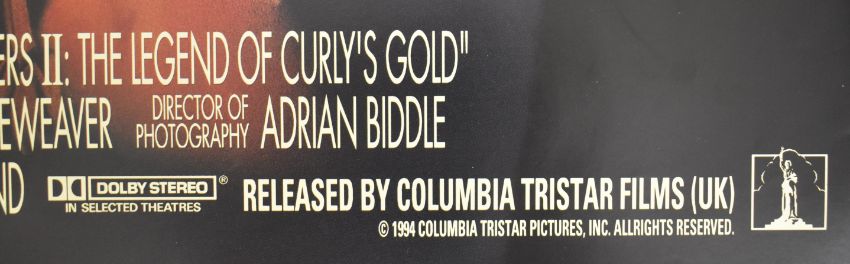 ERS II: THE LEGEND OF CURLY'S GOLD"
EWEAVER DIRECTOR OF PHOTOGRAPHY ADRIAN BIDDLE
ND DOLBY STEREO ® IN SELECTED THEATRES RELEASED BY COLUMBIA TRISTAR FILMS (UK)
© 1994 COLUMBIA TRISTAR PICTURES, INC. ALLRIGHTS RESERVED.